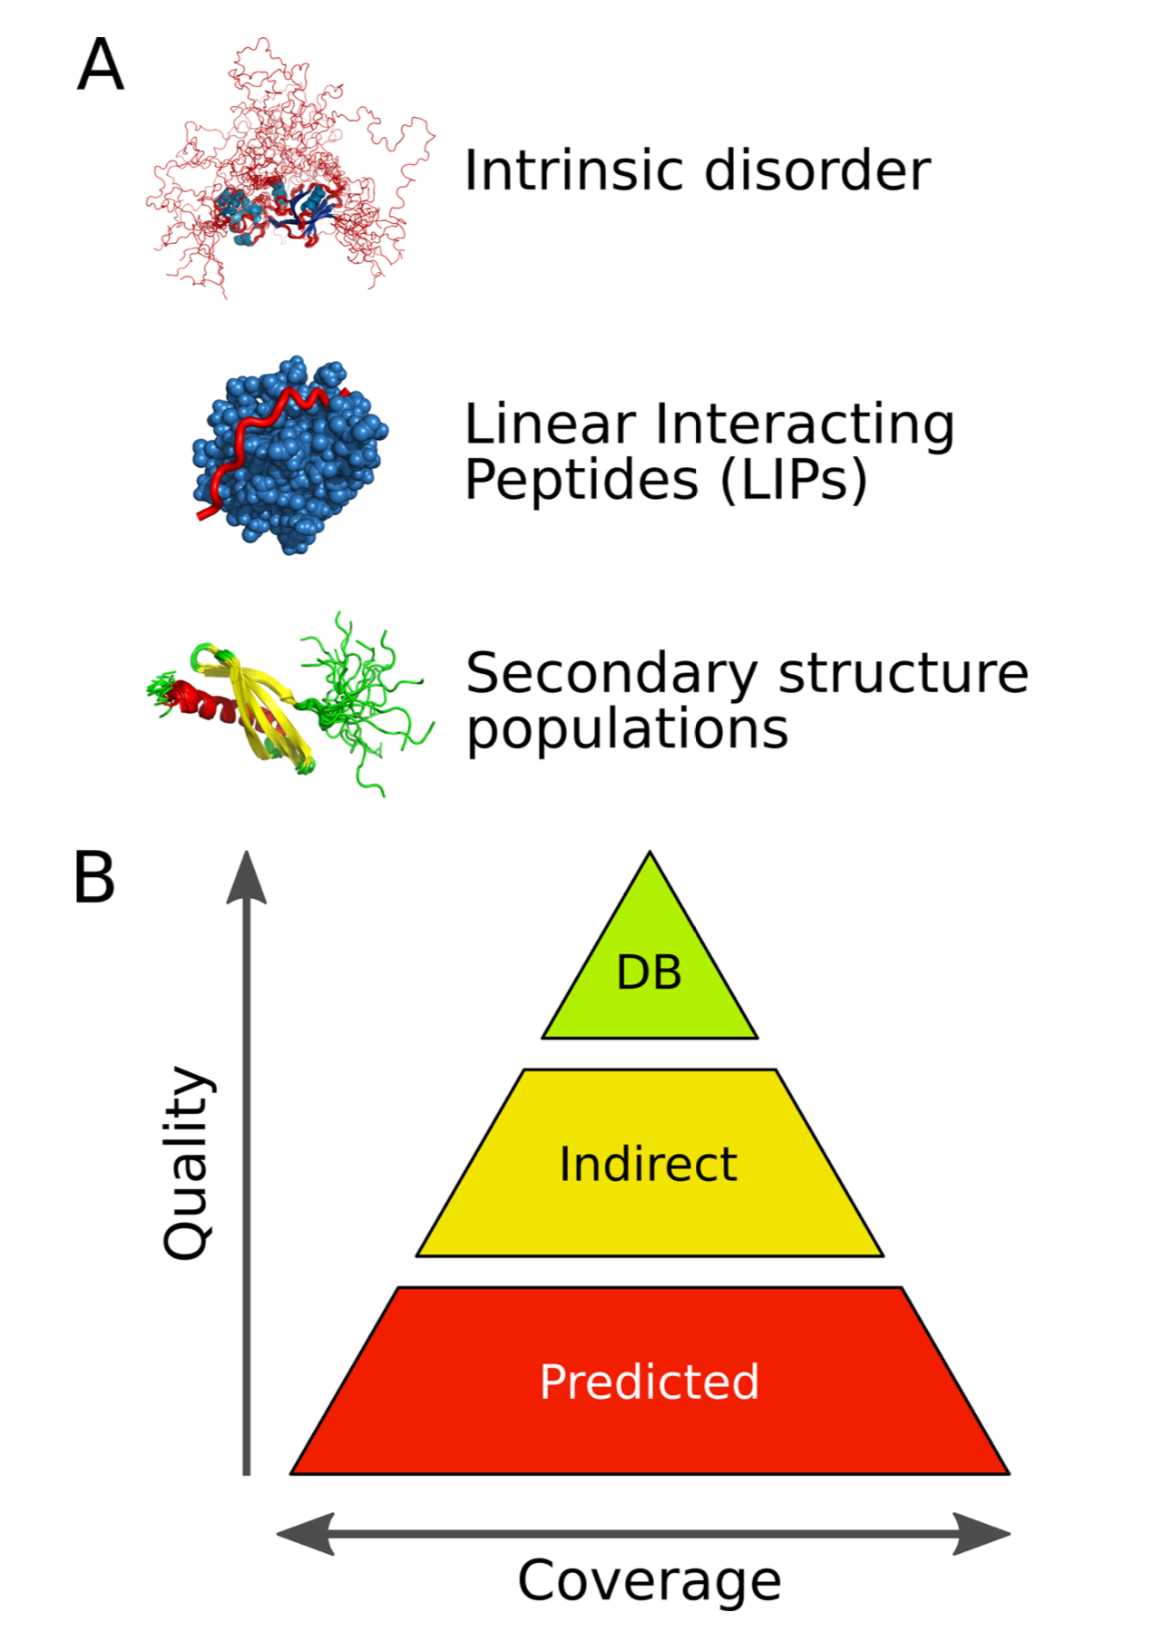 A
Intrinsic disorder
Linear Interacting
Peptides (LIPs)
Secondary structure
populations
B
Quality
DB
Indirect
Predicted
Coverage